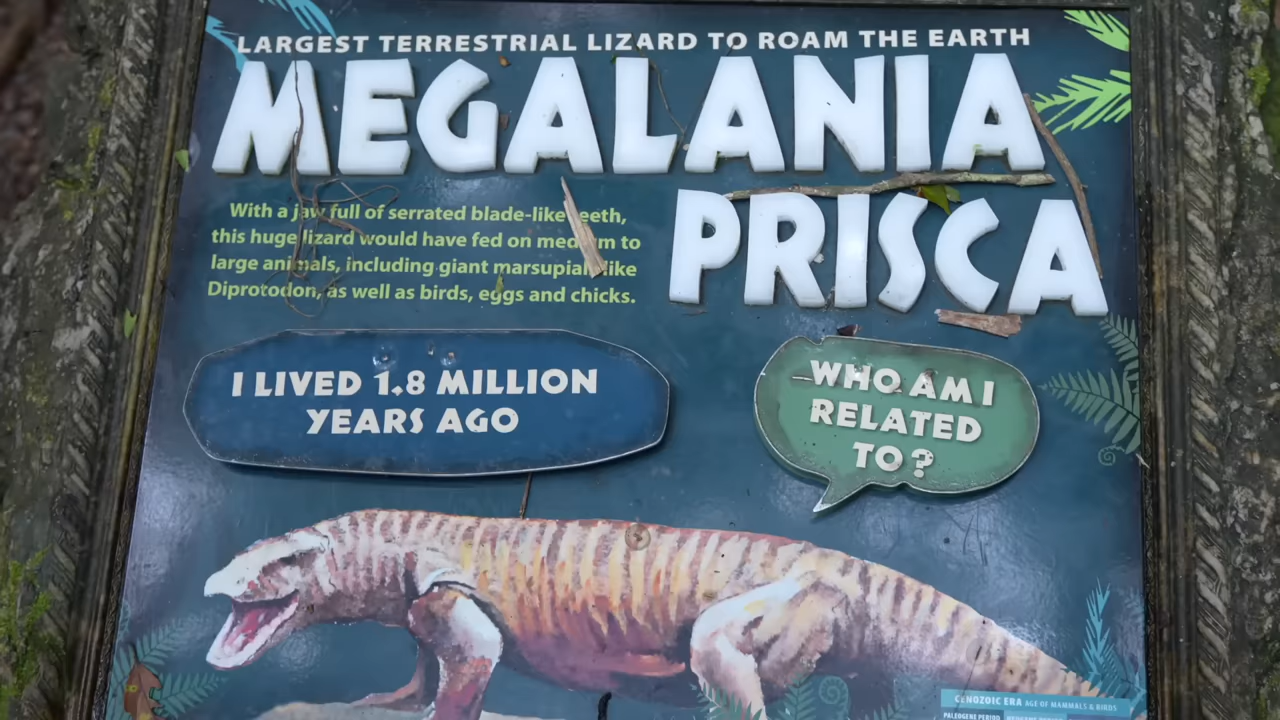 LARGEST TERRESTRIAL LIZARD TO ROAM THE EARTH
MEGALANIA
PRISCA
With a jaw full of serrated blade-like teeth,
this huge lizard would have fed on medium to
large animals, including giant marsupials like
Diprotodon, as well as birds, eggs and chicks.
I LIVED 1.8 MILLION
YEARS AGO
WHO AM I
RELATED
TO?
CENOZOIC ERA AGE OF MAMMALS & BIRDS
PALEOGENE PERIOD